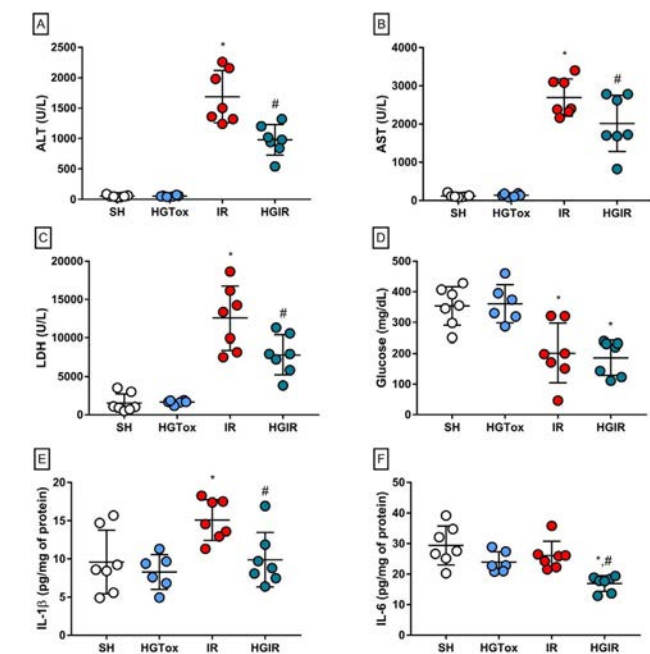 A
ALT (U/L)
2500
2000
1500
1000
500
0
*
#
SH HGTox IR HGIR
B
AST (U/L)
4000
3000
2000
1000
0
*
#
SH HGTox IR HGIR
C
LDH (U/L)
20000
15000
10000
5000
0
*
#
SH HGTox IR HGIR
D
Glucose (mg/dL)
500
400
300
200
100
0
*
*
SH HGTox IR HGIR
E
IL-1β (pg/mg of protein)
20
15
10
5
0
*
#
SH HGTox IR HGIR
F
IL-6 (pg/mg of protein)
50
40
30
20
10
0
*,#
SH HGTox IR HGIR